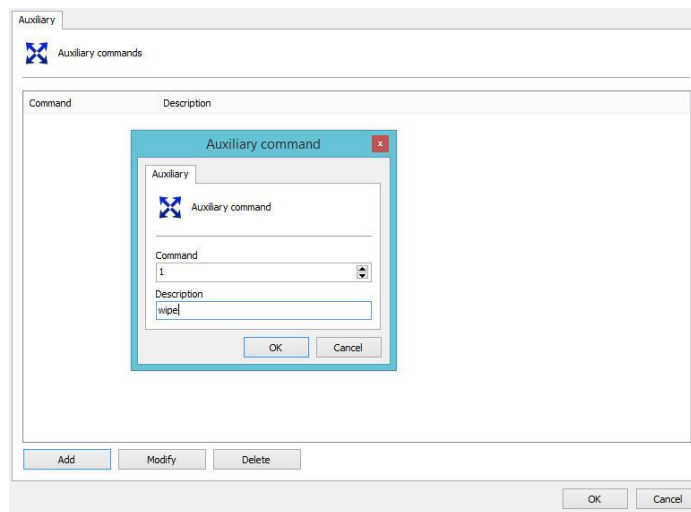 Auxiliary
Auxiliary commands
Command Description
Auxiliary command x
Auxiliary
Auxiliary command
Command
1
Description
wipe
OK Cancel
Add Modify Delete
OK Cancel